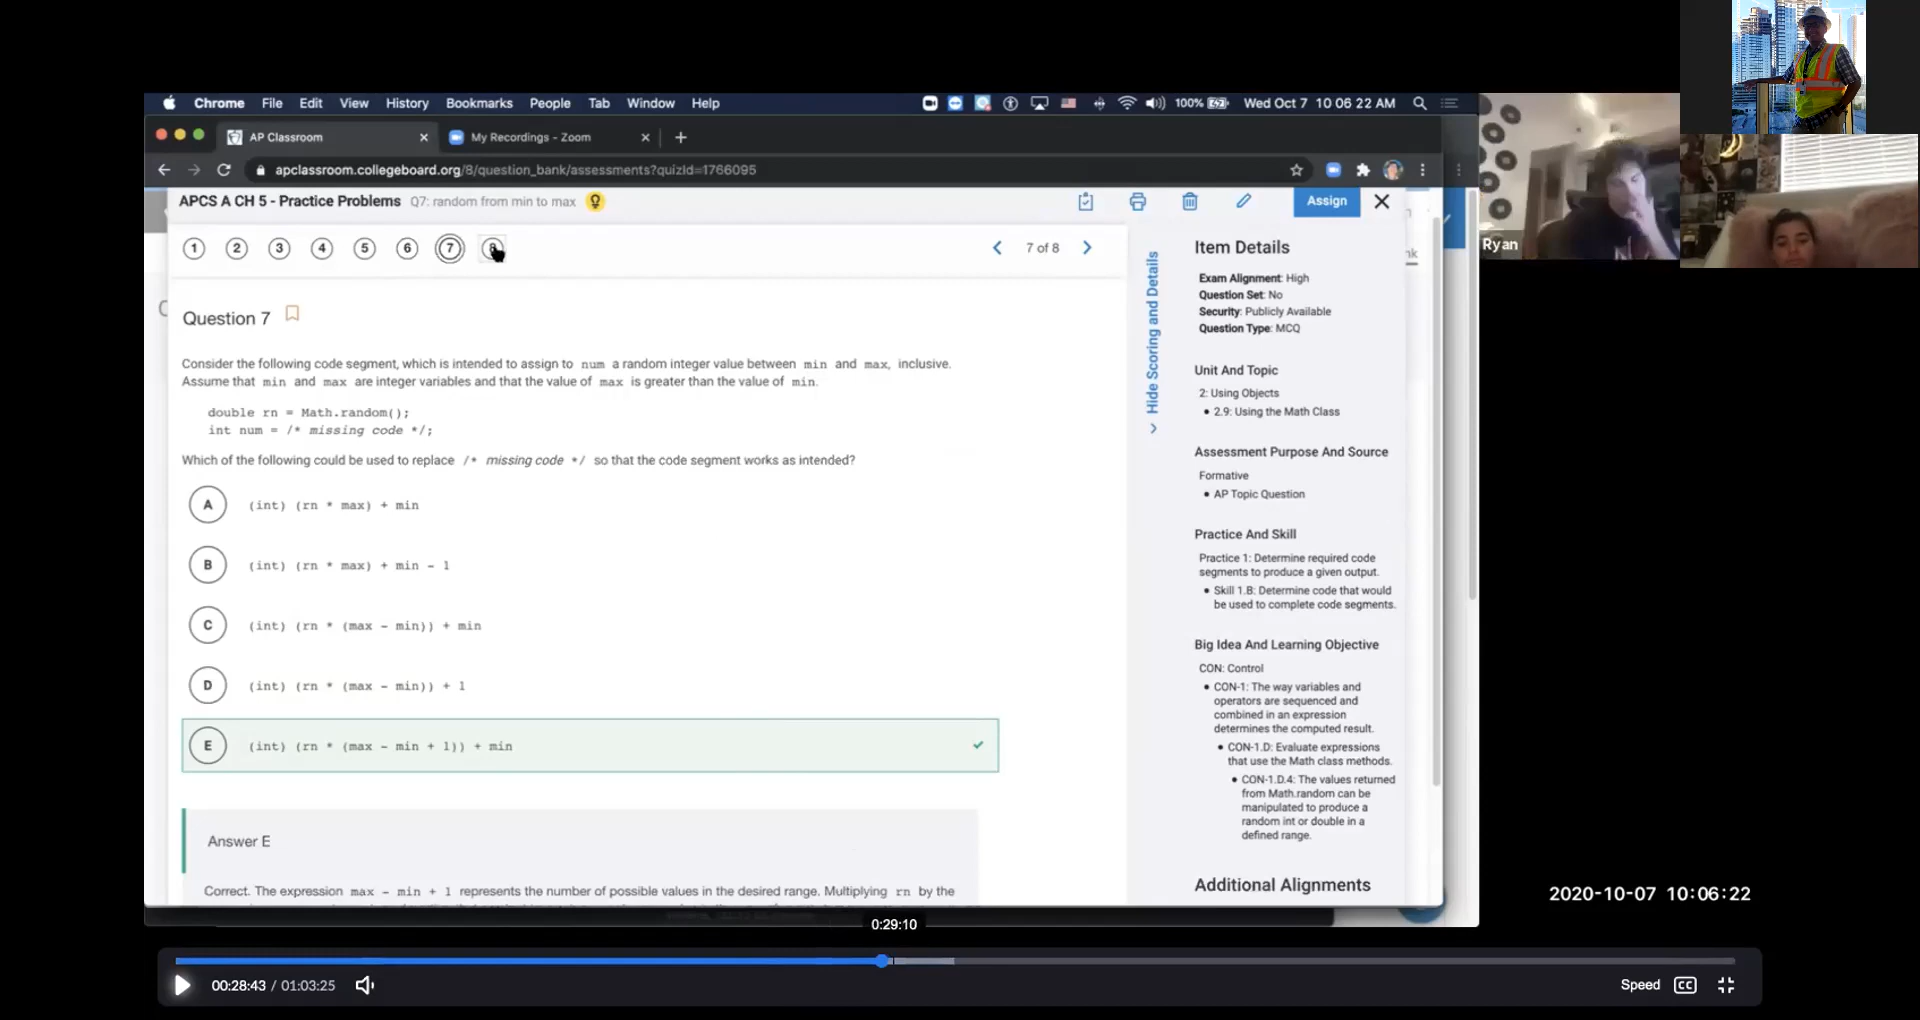 Chrome File Edit View History Bookmarks People Tab Window Help 100% Wed Oct 7 10 06 22 AM
AP Classroom
My Recordings - Zoom
apclassroom.collegeboard.org/8/question_bank/assessments?quizId=1766095
APCS A CH 5 - Practice Problems Q7: random from min to max
Assign
1 2 3 4 5 6 7 8
7 of 8
Question 7
Consider the following code segment, which is intended to assign to num a random integer value between min and max, inclusive.
Assume that min and max are integer variables and that the value of max is greater than the value of min.
double rn = Math.random();
int num = /* missing code */;
Which of the following could be used to replace /* missing code */ so that the code segment works as intended?
A (int) (rn * max) + min
B (int) (rn * max) + min - 1
C (int) (rn * (max - min)) + min
D (int) (rn * (max - min)) + 1
E (int) (rn * (max - min + 1)) + min
Answer E
Correct. The expression max - min + 1 represents the number of possible values in the desired range. Multiplying rn by the
Hide Scoring and Details
Item Details
Exam Alignment: High
Question Set: No
Security: Publicly Available
Question Type: MCQ
Unit And Topic
2: Using Objects
• 2.9: Using the Math Class
Assessment Purpose And Source
Formative
• AP Topic Question
Practice And Skill
Practice 1: Determine required code
segments to produce a given output.
• Skill 1.B: Determine code that would
be used to complete code segments.
Big Idea And Learning Objective
CON: Control
• CON-1: The way variables and
operators are sequenced and
combined in an expression
determines the computed result.
• CON-1.D: Evaluate expressions
that use the Math class methods.
• CON-1.D.4: The values returned
from Math.random can be
manipulated to produce a
random int or double in a
defined range.
Additional Alignments
Ryan
2020-10-07 10:06:22
0:29:10
00:28:43 / 01:03:25
Speed CC